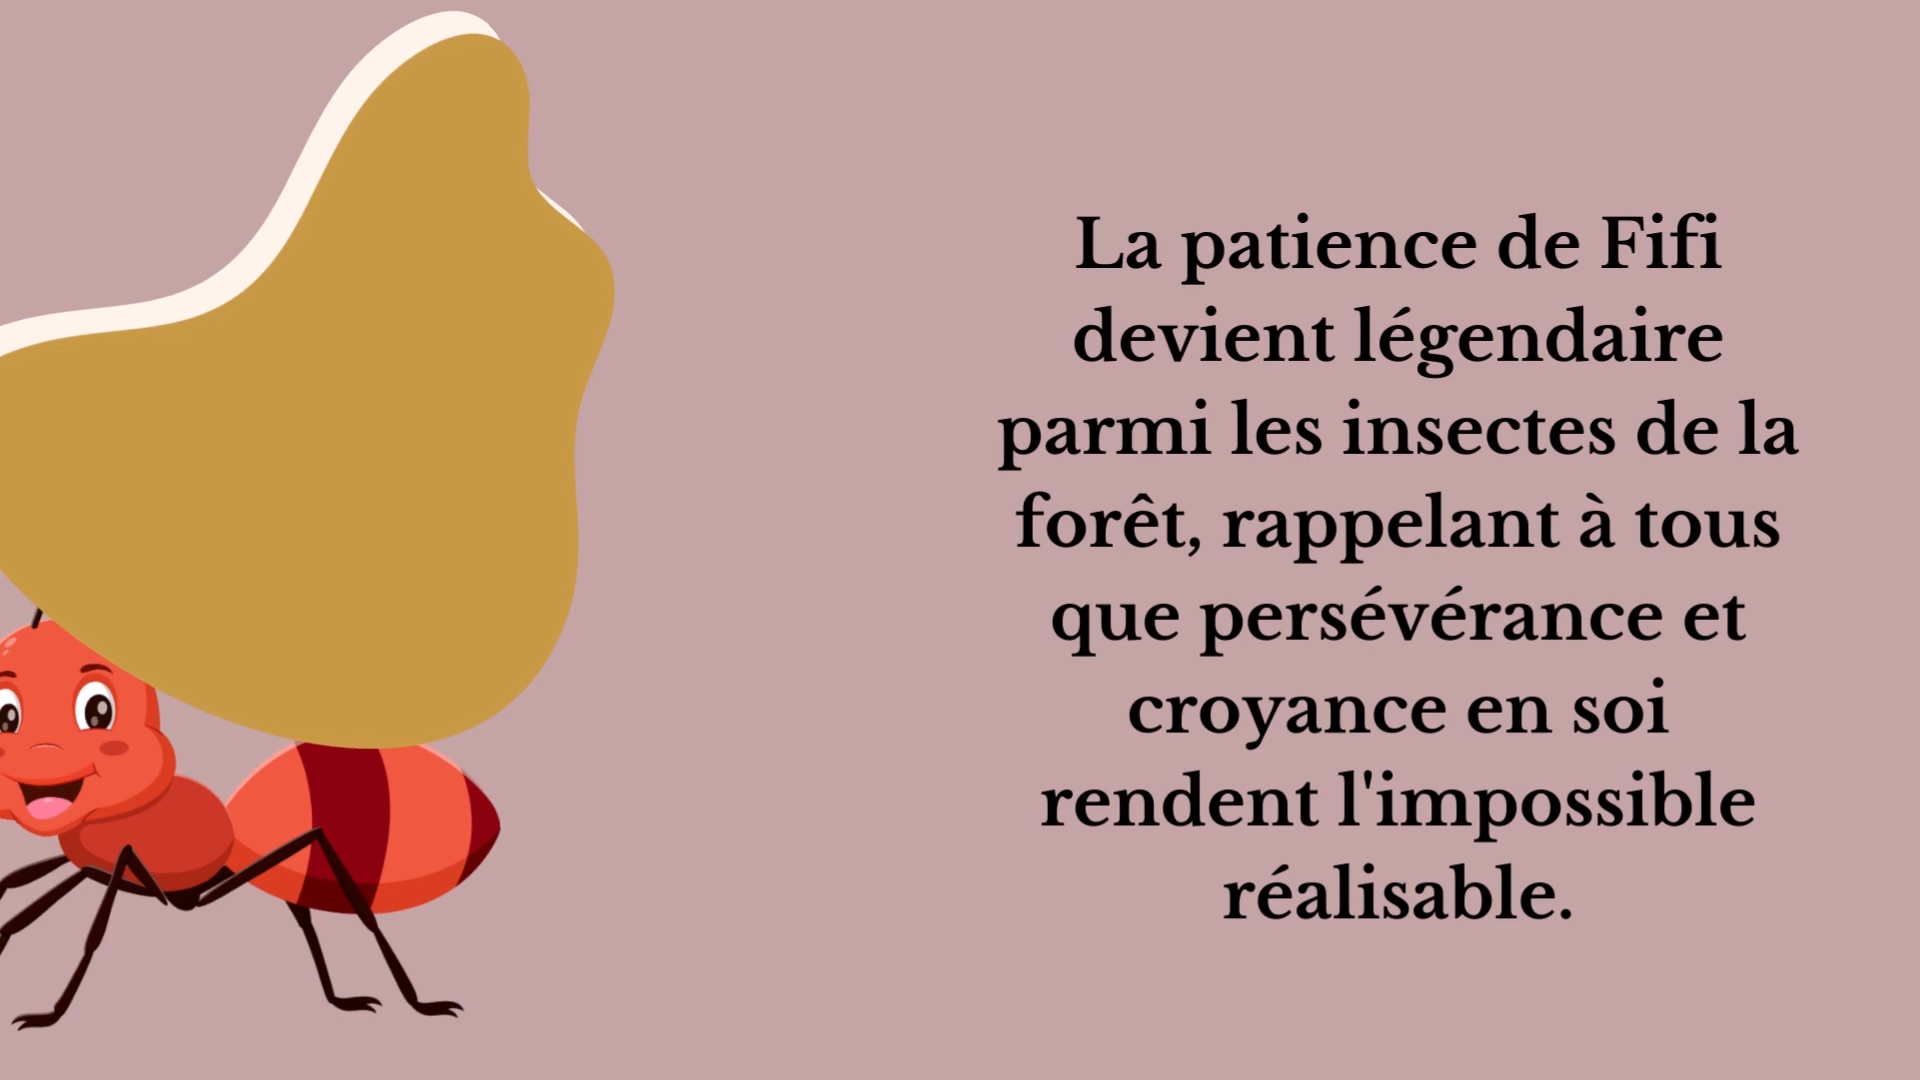 La patience de Fifi
devient légendaire
parmi les insectes de la
forêt, rappelant à tous
que persévérance et
croyance en soi
rendent l'impossible
réalisable.